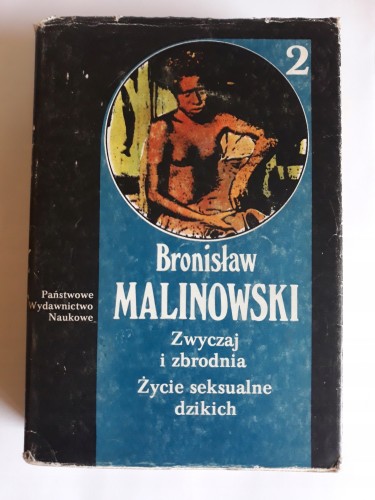 2
Bronisław
MALINOWSKI
Państwowe
Wydawnictwo
Naukowe
Zwyczaj
i zbrodnia
Życie seksualne
dzikich